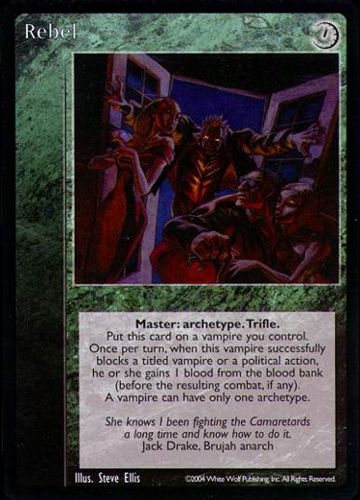 Rebel
Master: archetype. Trifle.
Put this card on a vampire you control.
Once per turn, when this vampire successfully
blocks a titled vampire or a political action,
he or she gains 1 blood from the blood bank
(before the resulting combat, if any).
A vampire can have only one archetype.
She knows I been fighting the Camaretards
a long time and know how to do it.
Jack Drake, Brujah anarch
Illus. Steve Ellis
©2004 White Wolf Publishing, Inc. All Rights Reserved.